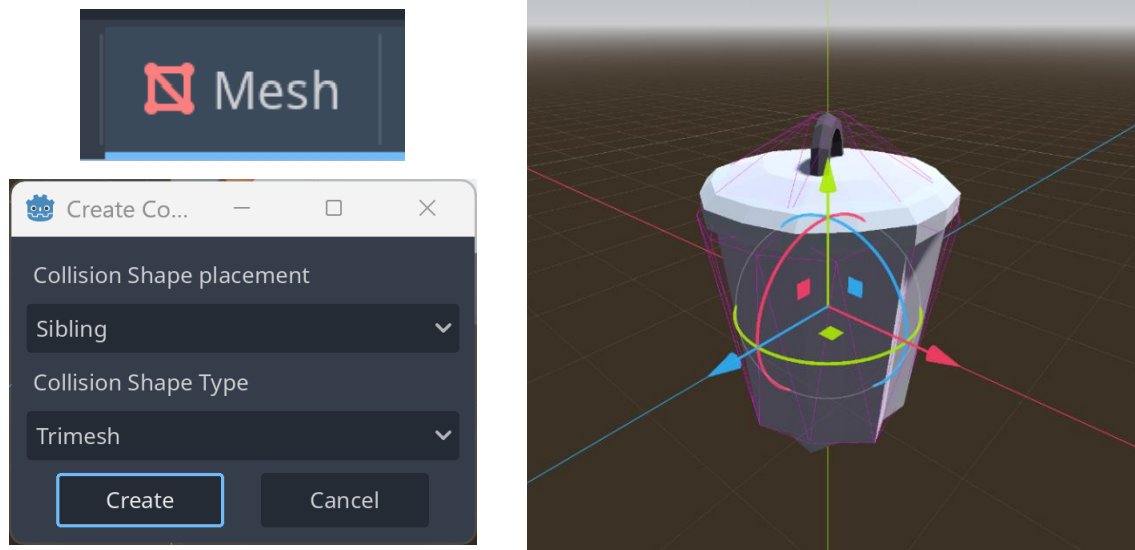 Mesh
Create Co...
Collision Shape placement
Sibling
Collision Shape Type
Trimesh
Create
Cancel